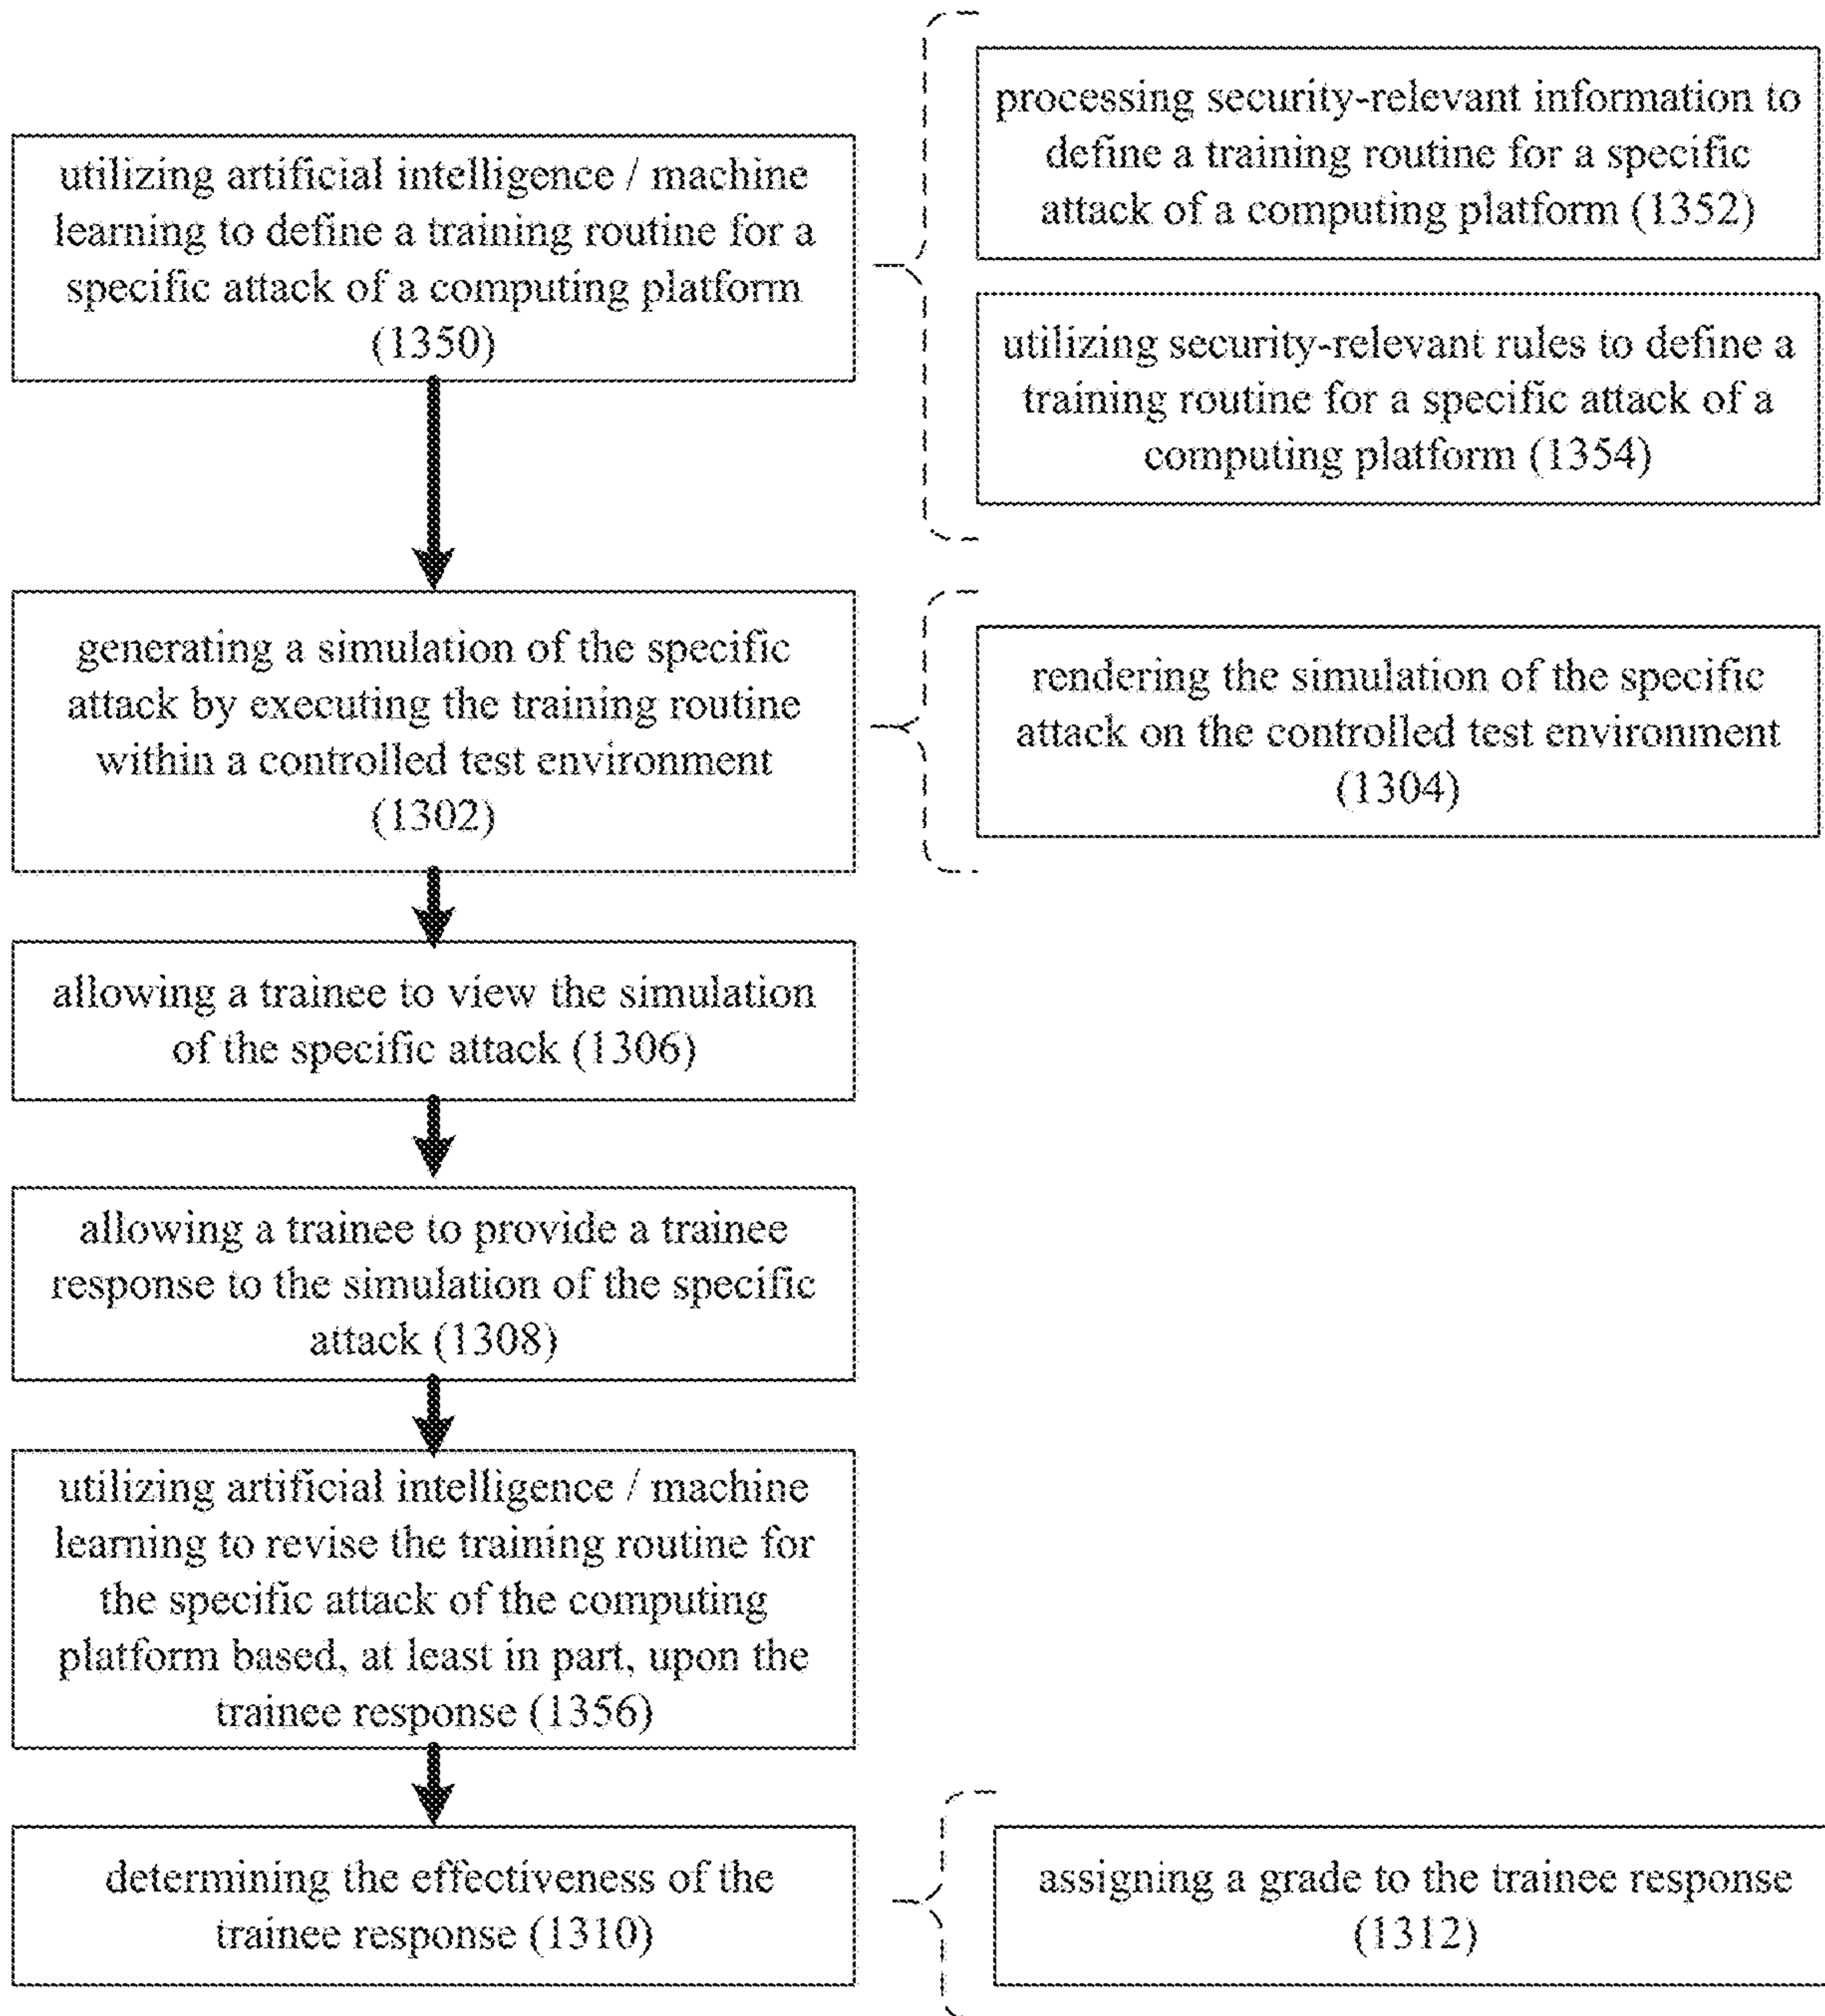 utilizing artificial intelligence / machine
learning to define a training routine for a
specific attack of a computing platform
(1350)
processing security-relevant information to
define a training routine for a specific
attack of a computing platform (1352)
utilizing security-relevant rules to define a
training routine for a specific attack of a
computing platform (1354)
generating a simulation of the specific
attack by executing the training routine
within a controlled test environment
(1302)
rendering the simulation of the specific
attack on the controlled test environment
(1304)
allowing a trainee to view the simulation
of the specific attack (1306)
allowing a trainee to provide a trainee
response to the simulation of the specific
attack (1308)
utilizing artificial intelligence / machine
learning to revise the training routine for
the specific attack of the computing
platform based, at least in part, upon the
trainee response (1356)
determining the effectiveness of the
trainee response (1310)
assigning a grade to the trainee response
(1312)